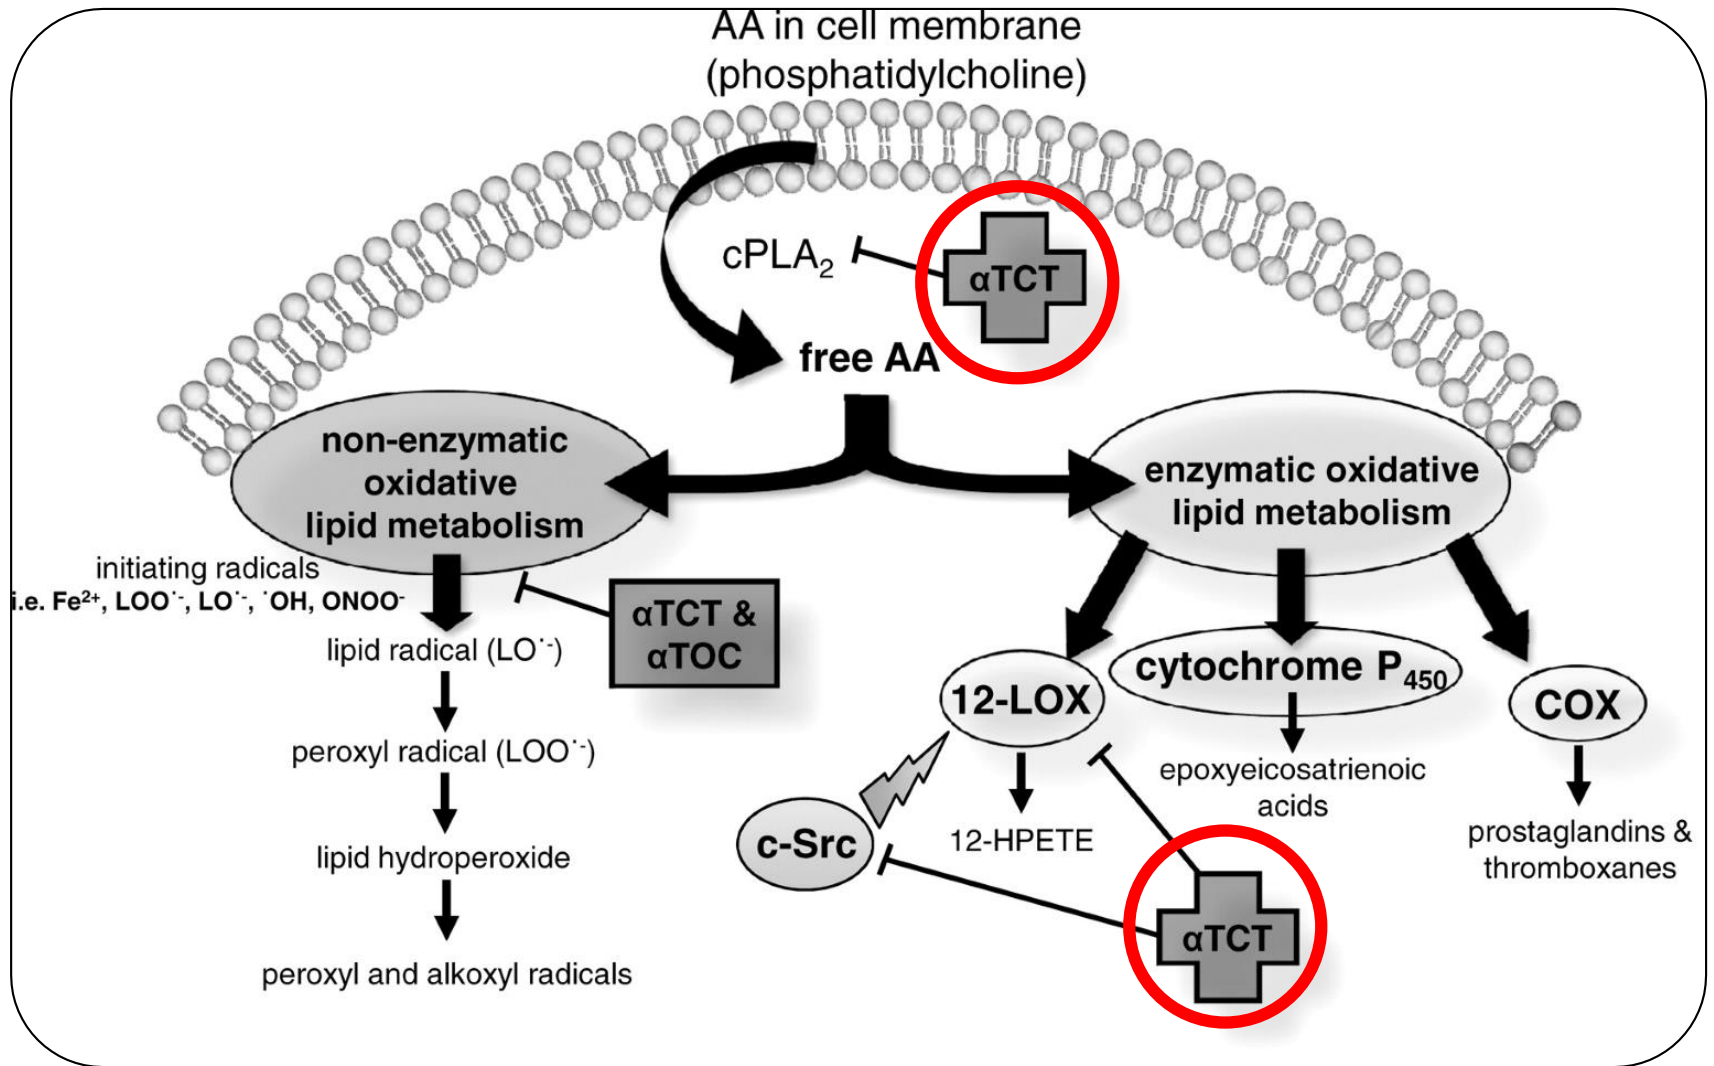 AA in cell membrane
(phosphatidylcholine)
cPLA₂
αTCT
free AA
non-enzymatic
oxidative
lipid metabolism
enzymatic oxidative
lipid metabolism
initiating radicals
i.e. Fe²⁺, LOO˙⁻, LO˙⁻, ˙OH, ONOO⁻
αTCT &
αTOC
lipid radical (LO˙⁻)
peroxyl radical (LOO˙⁻)
lipid hydroperoxide
peroxyl and alkoxyl radicals
12-LOX
cytochrome P₄₅₀
COX
c-Src
12-HPETE
epoxyeicosatrienoic
acids
prostaglandins &
thromboxanes
αTCT